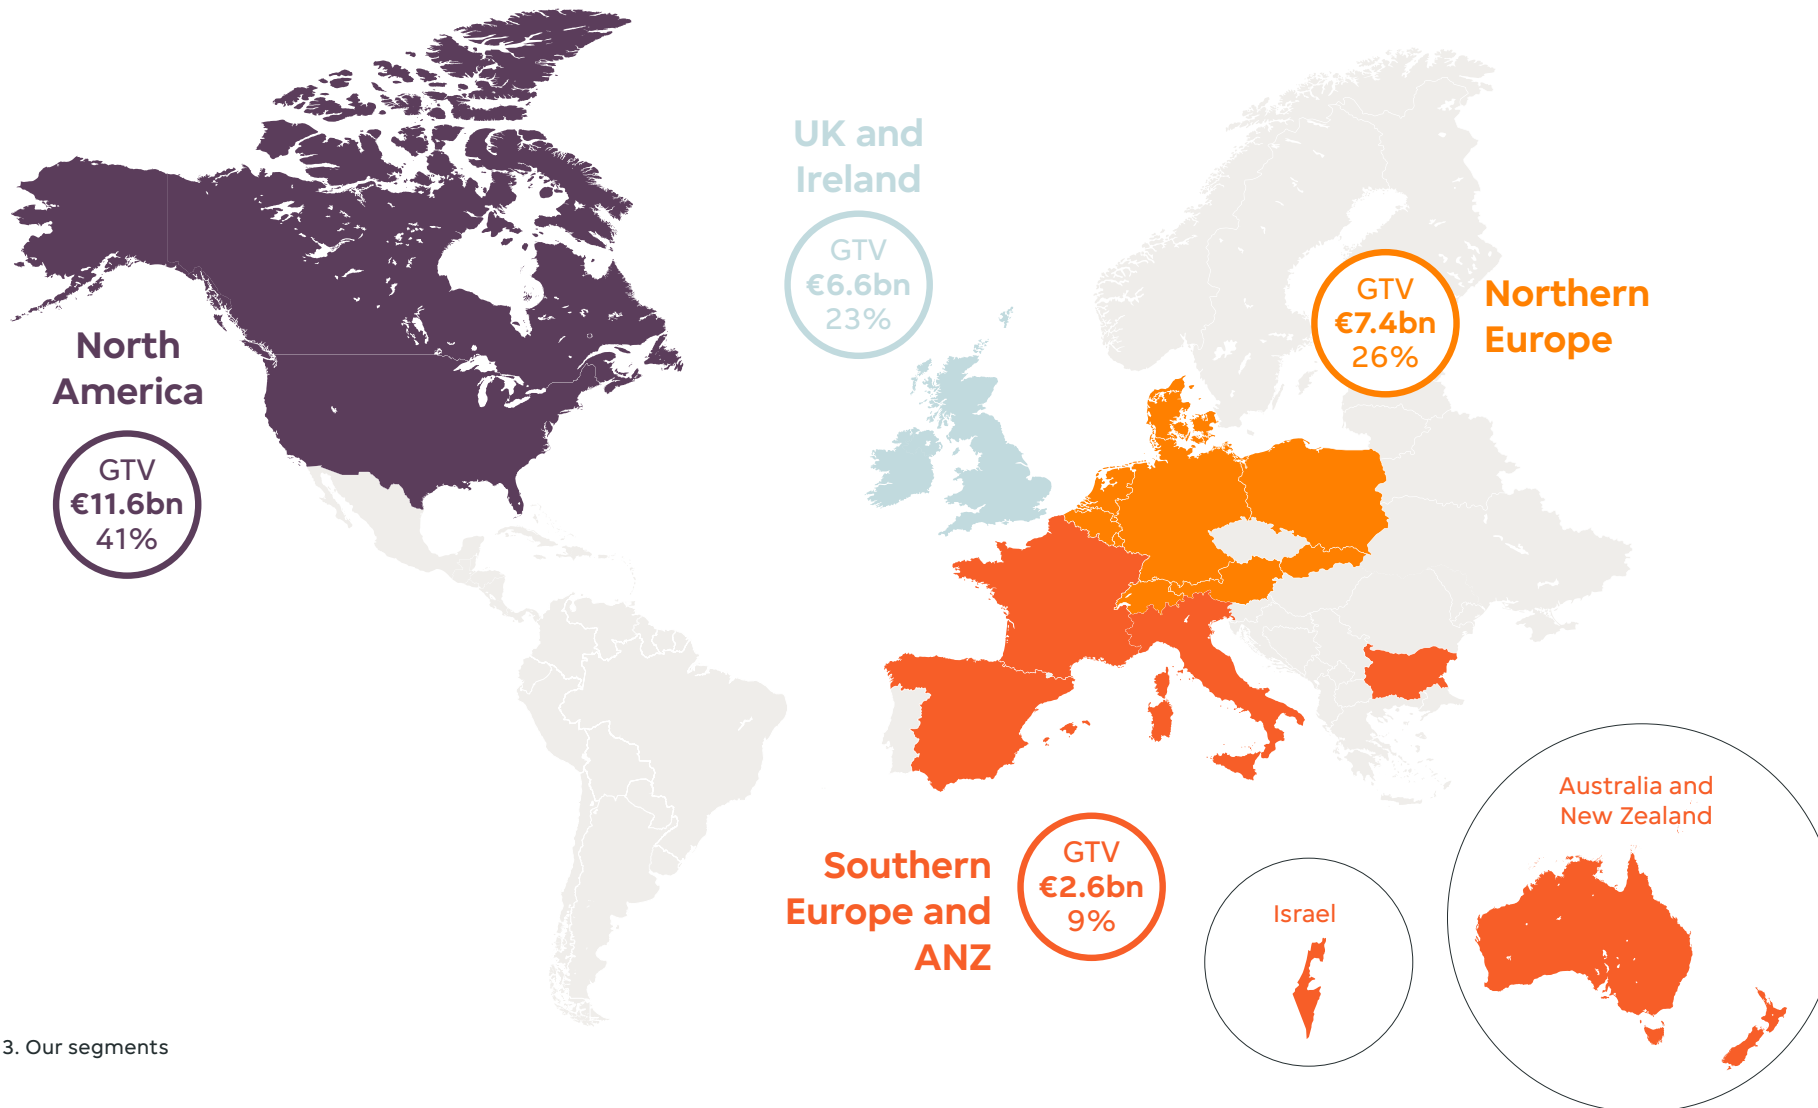 North
America
GTV
€11.6bn
41%
UK and
Ireland
GTV
€6.6bn
23%
GTV
€7.4bn
26%
Northern
Europe
Southern
Europe and
ANZ
GTV
€2.6bn
9%
Israel
Australia and
New Zealand
3. Our segments